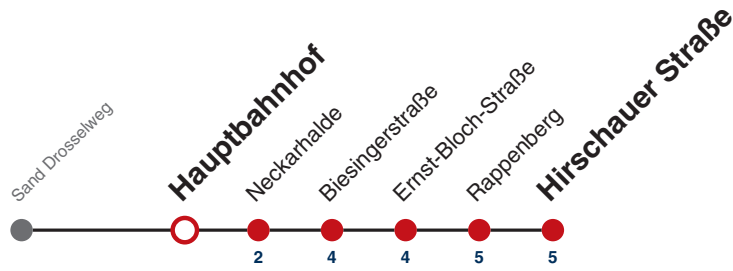 Sand Drosselweg
Hauptbahnhof
Neckarhalde
Biesingerstraße
Ernst-Bloch-Straße
Rappenberg
Hirschauer Straße
2 4 4 5 5